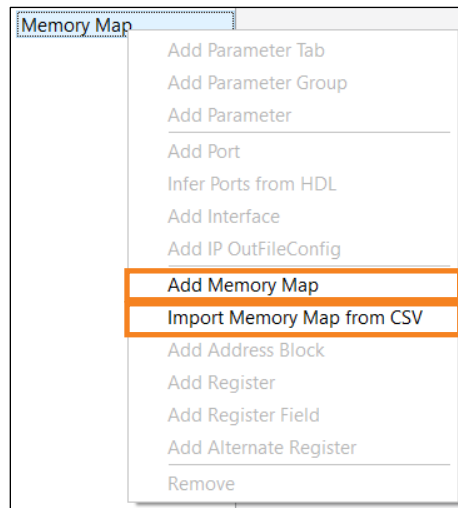 Memory Map
Add Parameter Tab
Add Parameter Group
Add Parameter
Add Port
Infer Ports from HDL
Add Interface
Add IP OutFileConfig
Add Memory Map
Import Memory Map from CSV
Add Address Block
Add Register
Add Register Field
Add Alternate Register
Remove